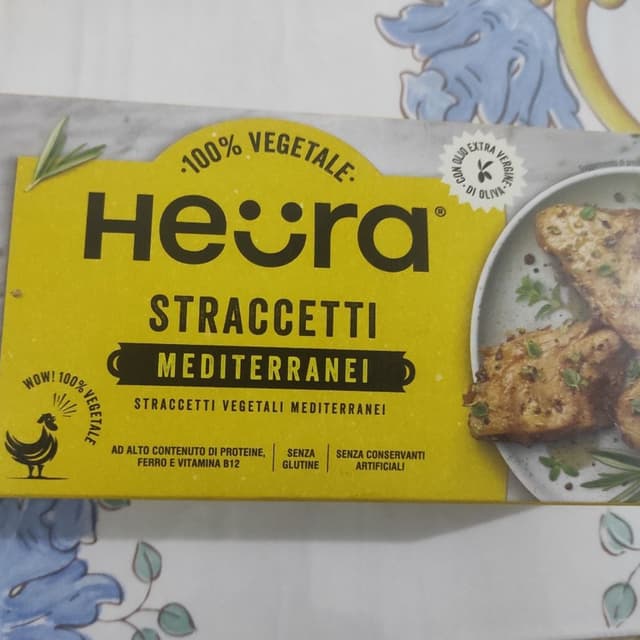 ·100% VEGETALE·
·CON OLIO EXTRA VERGINE·
DI OLIVA
Heüra®
STRACCETTI
MEDITERRANEI
STRACCETTI VEGETALI MEDITERRANEI
WOW! 100% VEGETALE
AD ALTO CONTENUTO DI PROTEINE,
FERRO E VITAMINA B12
SENZA
GLUTINE
SENZA CONSERVANTI
ARTIFICIALI